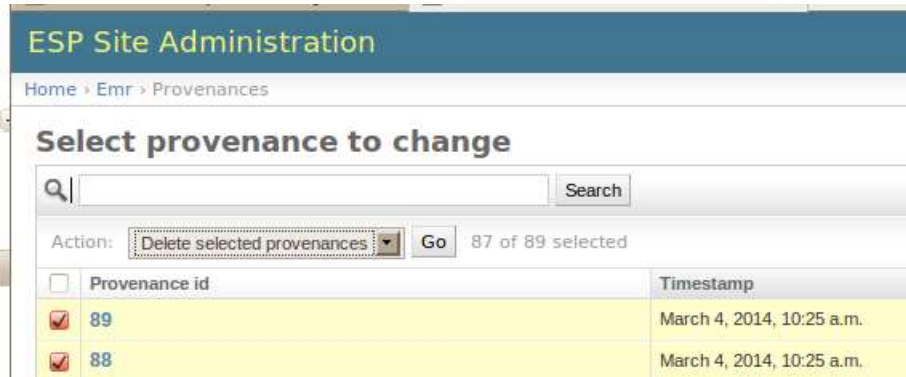 ESP Site Administration
Home › Emr › Provenances
Select provenance to change
Search
Action: Delete selected provenances Go 87 of 89 selected
Provenance id Timestamp
89 March 4, 2014, 10:25 a.m.
88 March 4, 2014, 10:25 a.m.